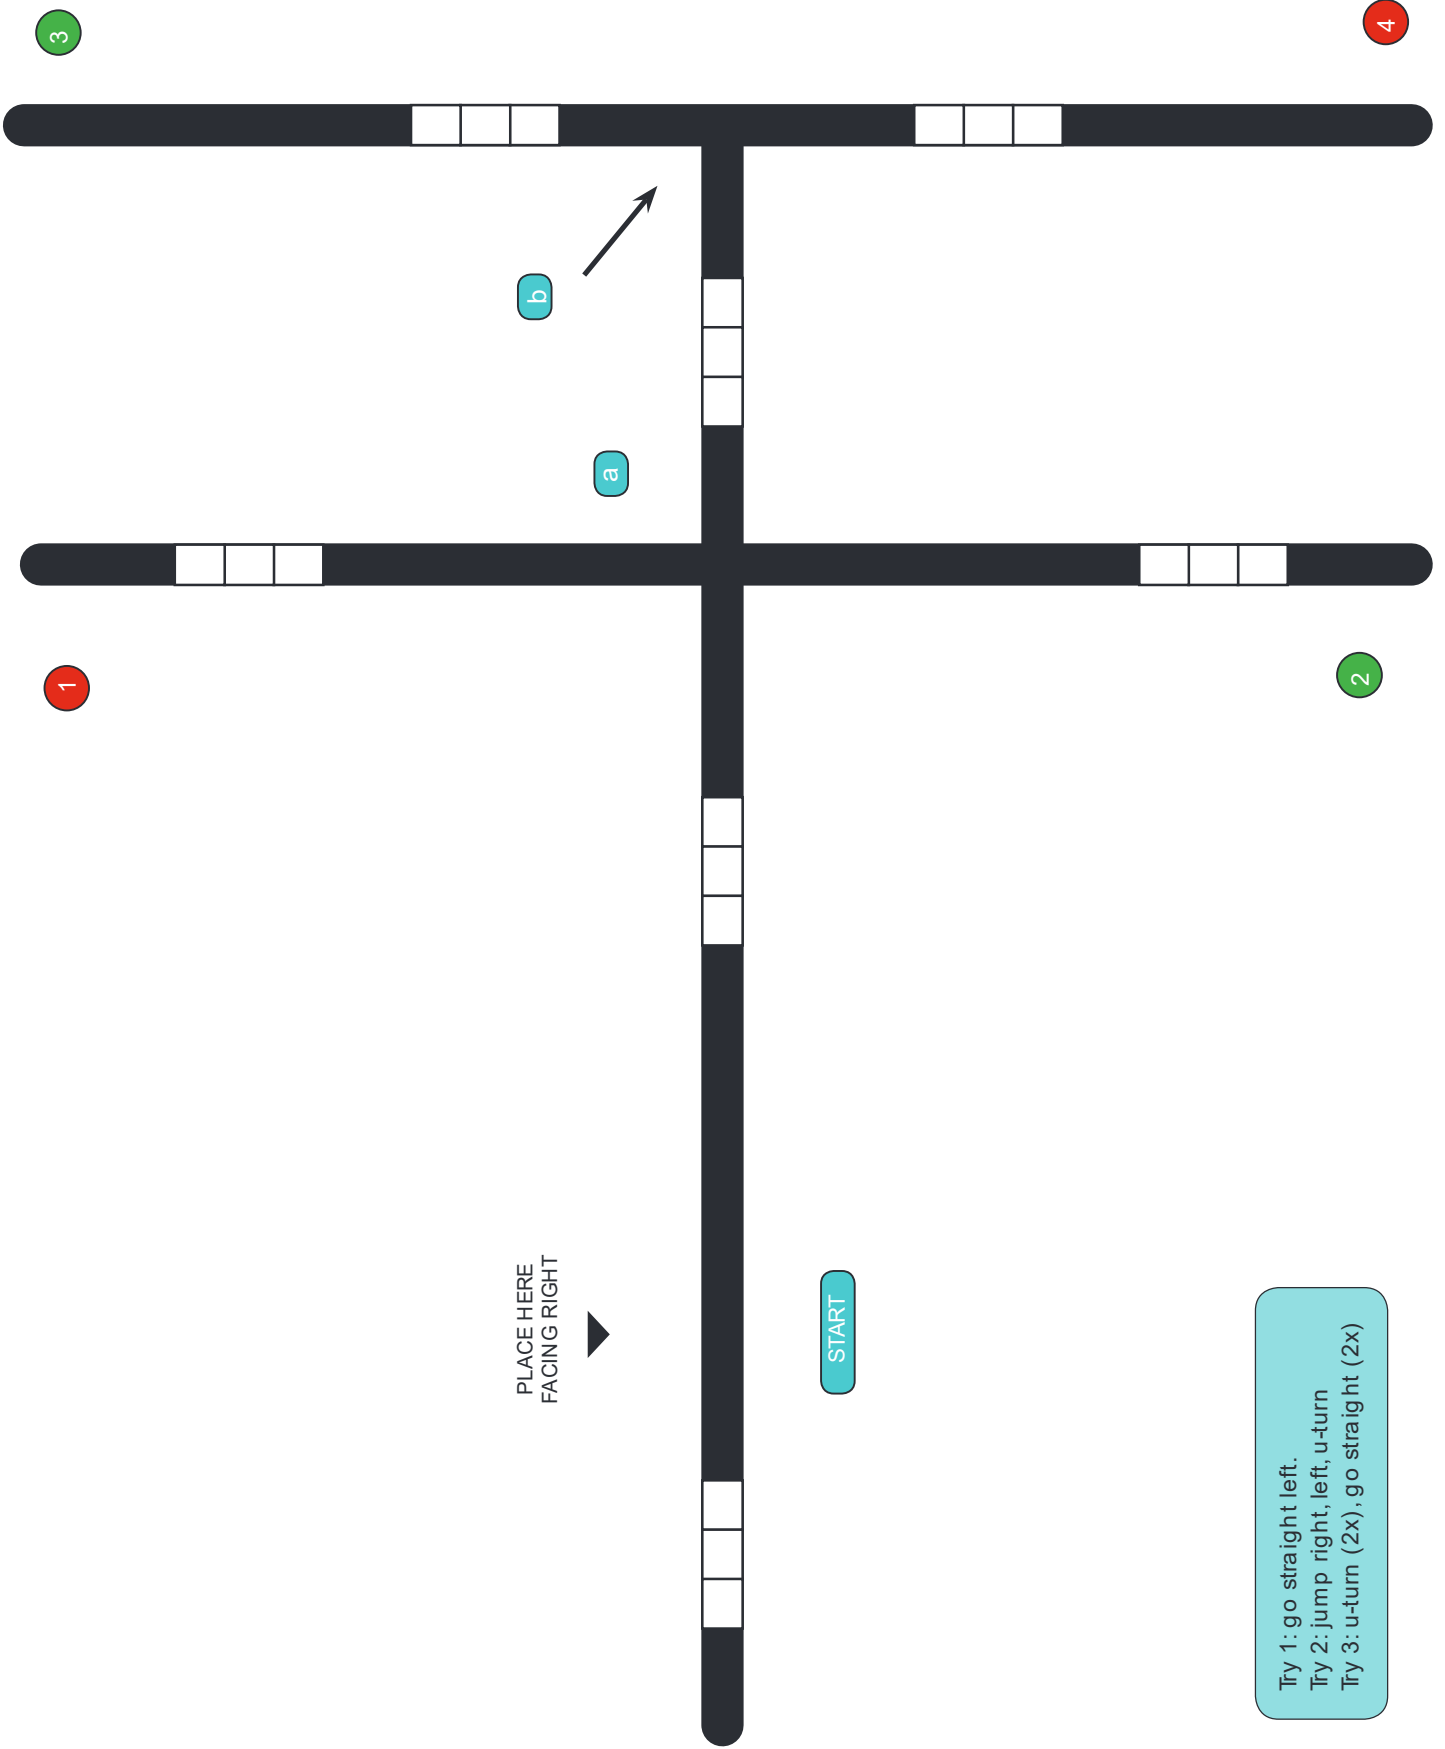 1
3
PLACE HERE
FACING RIGHT
b
a
START
Try 1: go straight left.
Try 2: jump right, left, u-turn
Try 3: u-turn (2x), go straight (2x)
2
4